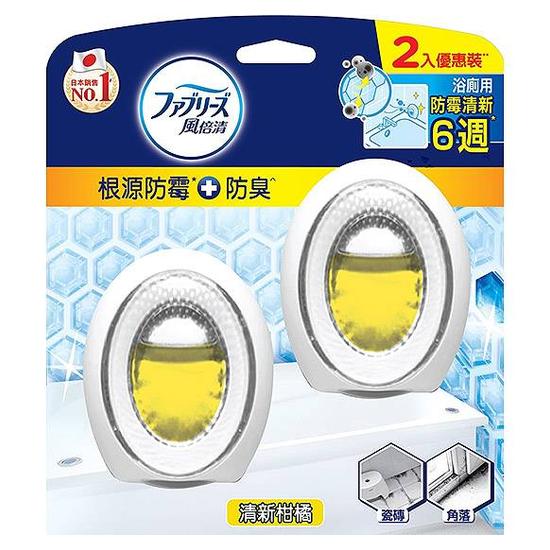 日本銷售
NO.1
ファブリーズ
風倍清
2入優惠裝**
浴廁用
防霉清新
6週*
根源防霉*+防臭^
清新柑橘
瓷磚
角落